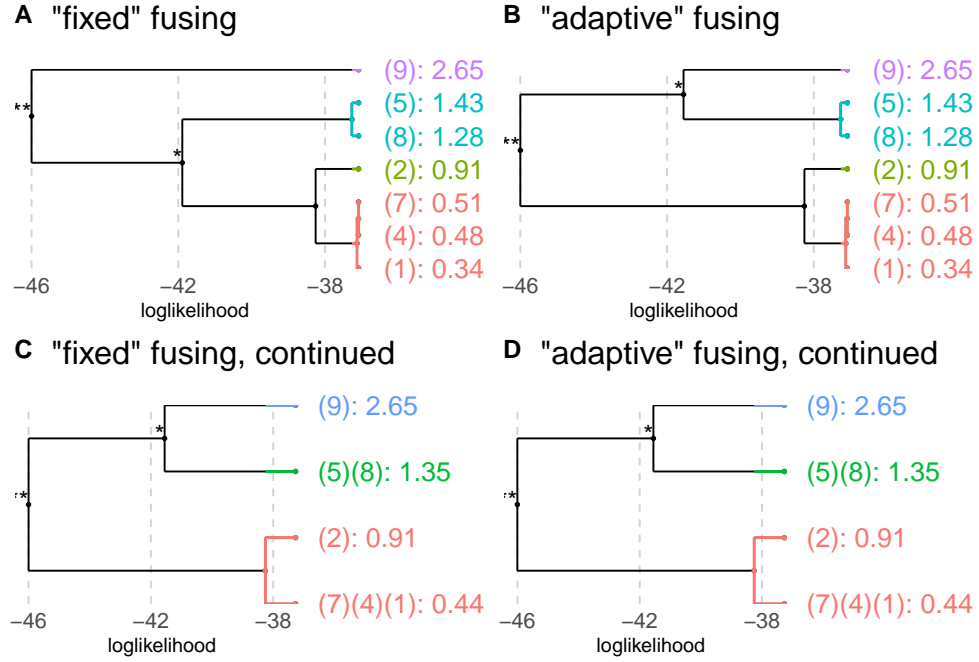 A "fixed" fusing
**
*
(9): 2.65
(5): 1.43
(8): 1.28
(2): 0.91
(7): 0.51
(4): 0.48
(1): 0.34
−46 −42 −38
loglikelihood
B "adaptive" fusing
*
**
(9): 2.65
(5): 1.43
(8): 1.28
(2): 0.91
(7): 0.51
(4): 0.48
(1): 0.34
−46 −42 −38
loglikelihood
C "fixed" fusing, continued
*
**
(9): 2.65
(5)(8): 1.35
(2): 0.91
(7)(4)(1): 0.44
−46 −42 −38
loglikelihood
D "adaptive" fusing, continued
*
**
(9): 2.65
(5)(8): 1.35
(2): 0.91
(7)(4)(1): 0.44
−46 −42 −38
loglikelihood